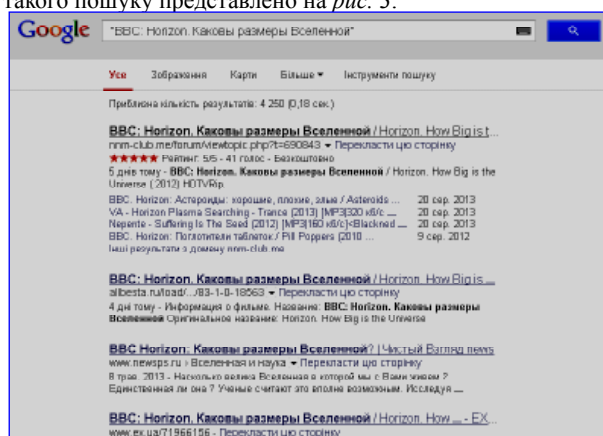 такого пошуку представлено на рис. 5.
Google "BBC: Horizon. Каковы размеры Вселенной"
Усе Зображення Карти Більше Інструменти пошуку
Приблизна кількість результатів: 4 250 (0,18 сек.)
BBC: Horizon. Каковы размеры Вселенной / Horizon. How Big is t...
nnm-club.me/forum/viewtopic.php?t=690843 Перекласти цю сторінку
★★★★★ Рейтинг: 5/5 - 41 голос - Безкоштовно
5 днів тому - BBC: Horizon. Каковы размеры Вселенной / Horizon. How Big is the
Universe (2012) HDTVRip
BBC. Horizon: Астероиды: хорошие, плохие, злые / Asteroids ... 20 сер. 2013
VA - Horizon Plasma Searching - Trance (2013) [MP3|320 кб/с ... 20 сер. 2013
Nepente - Suffering Is The Seed (2012) [MP3|160 кб/с]<Blackned ... 20 сер. 2013
BBC. Horizon: Поглотители таблеток / Pill Poppers (2010 ... 9 сер. 2012
Інші результати з домену nnm-club.me
BBC: Horizon. Каковы размеры Вселенной / Horizon. How Big is ...
allbesta.ru/load/.../83-1-0-18563 Перекласти цю сторінку
4 дні тому - Информация о фильме. Название: BBC: Horizon. Каковы размеры
Вселенной Оригинальное название: Horizon. How Big is the Universe
BBC Horizon: Каковы размеры Вселенной? | Чистый Взгляд news
www.newsps.ru › Вселенная и наука Перекласти цю сторінку
8 трав. 2013 - Насколько велика Вселенная в которой мы с Вами живем ?
Единственная ли она ? Ученые считают это вполне возможным. Исследуя ...
BBC: Horizon. Каковы размеры Вселенной / Horizon. How ... - EX...
www.ex.ua/71966156 - Перекласти цю сторінку